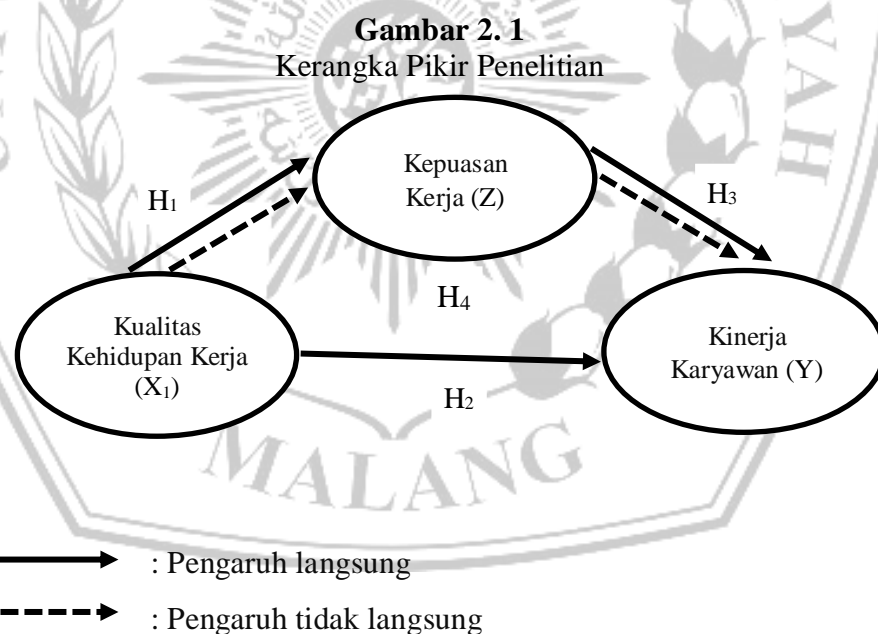 Gambar 2. 1
Kerangka Pikir Penelitian
Kepuasan
Kerja (Z)
H₁
H₃
H₄
Kualitas
Kehidupan Kerja
(X₁)
Kinerja
Karyawan (Y)
H₂
YAH
MALANG
: Pengaruh langsung
: Pengaruh tidak langsung